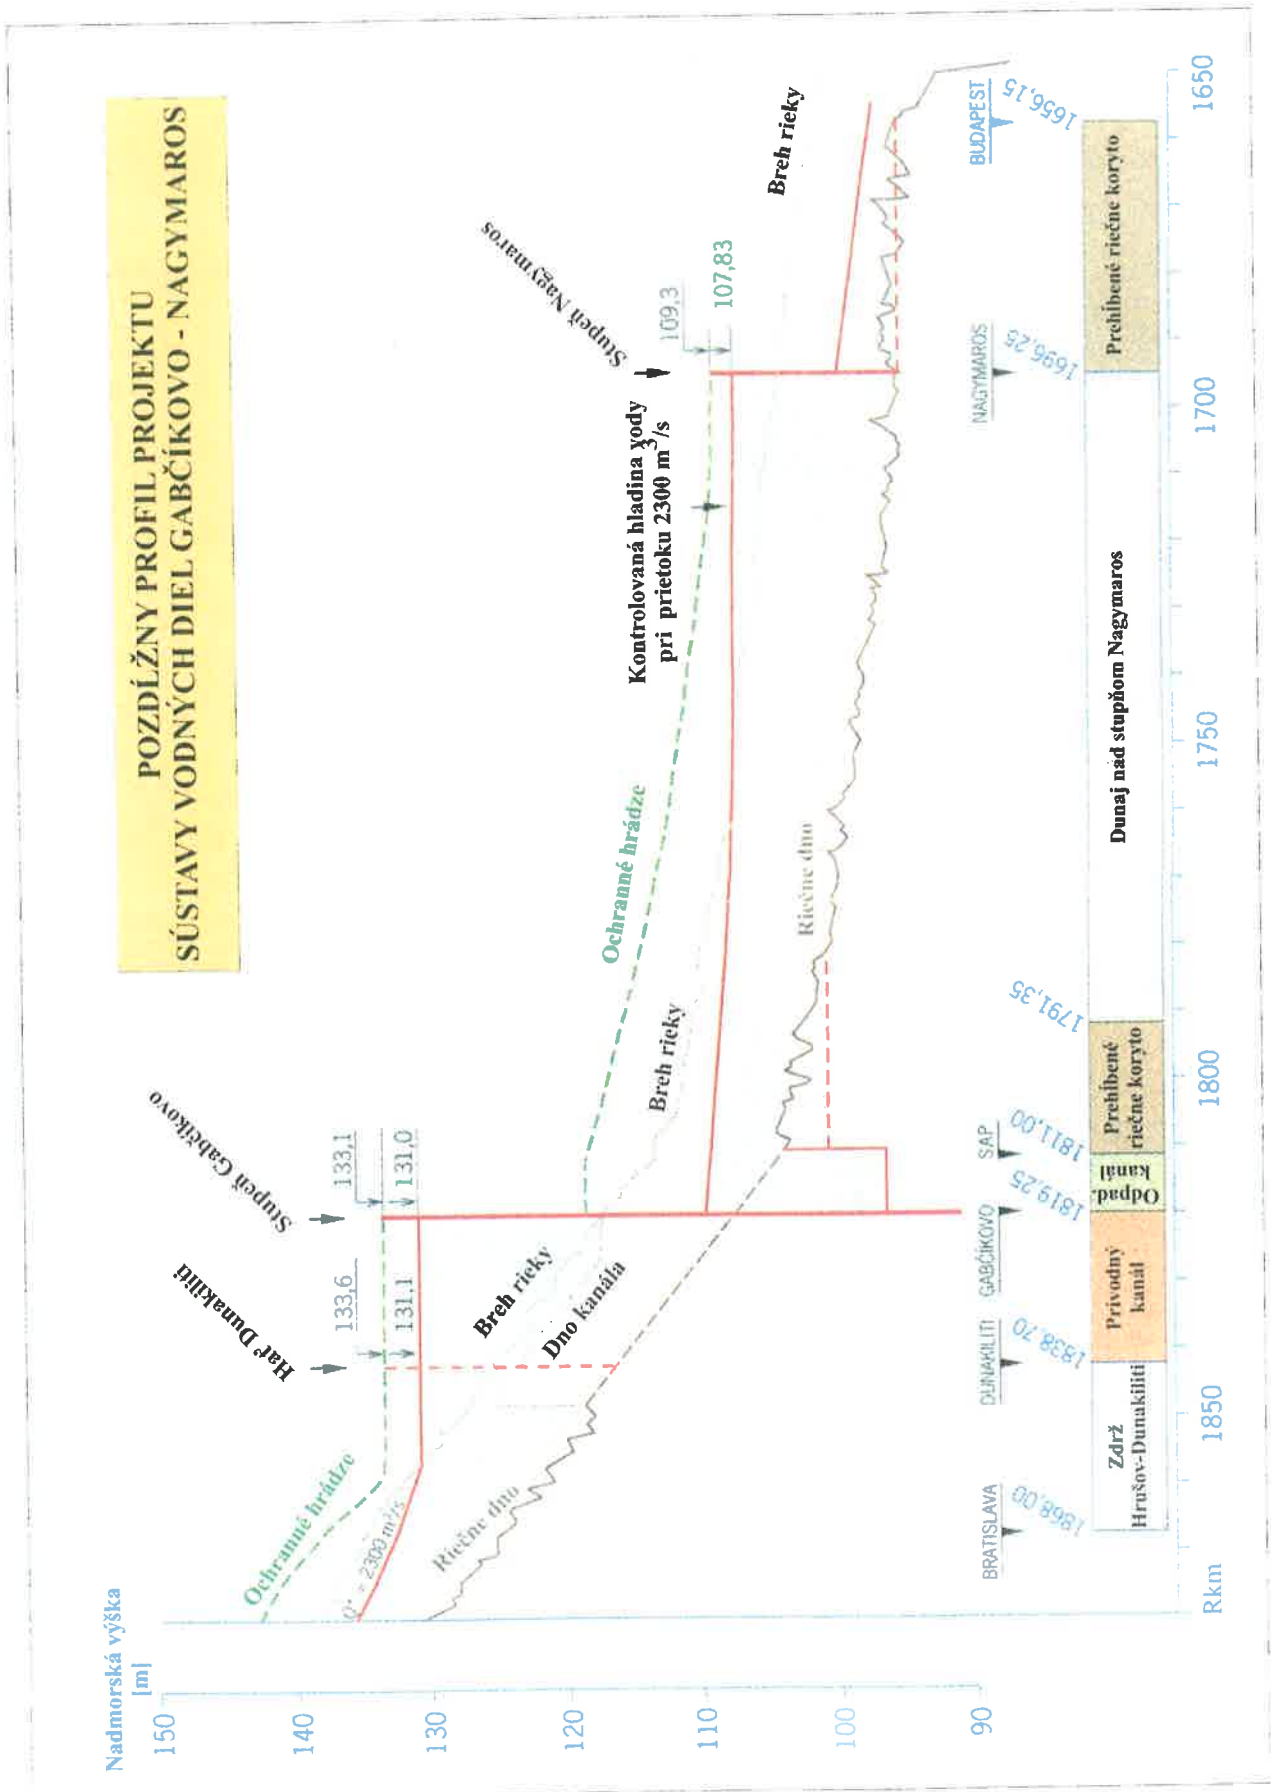 POZDĹŽNY PROFIL PROJEKTU
SÚSTAVY VODNÝCH DIEL GABČÍKOVO - NAGYMAROS
Nadmorská výška
[m]
150
140
130
120
110
100
90
Ochranné hrádze
Q' = 2300 m³/s
Riečne dno
Hať Dunakiliti
133,6
131,1
Stupeň Gabčíkovo
133,1
131,0
Breh rieky
Dno kanála
Ochranné hrádze
Breh rieky
Riečne dno
Kontrolovaná hladina vody
pri prietoku 2300 m³/s
Stupeň Nagymaros
109,3
107,83
Breh rieky
BRATISLAVA
1868,00
DUNAKILITI
1838,70
GABČÍKOVO
1819,25
SAP
1811,00
1791,35
NAGYMAROS
1696,25
BUDAPEST
1656,15
Zdrž
Hrušov-Dunakiliti
Prívodný
kanál
Odpad.
kanál
Prehĺbené
riečne koryto
Dunaj nad stupňom Nagymaros
Prehĺbené riečne koryto
Rkm
1850
1800
1750
1700
1650